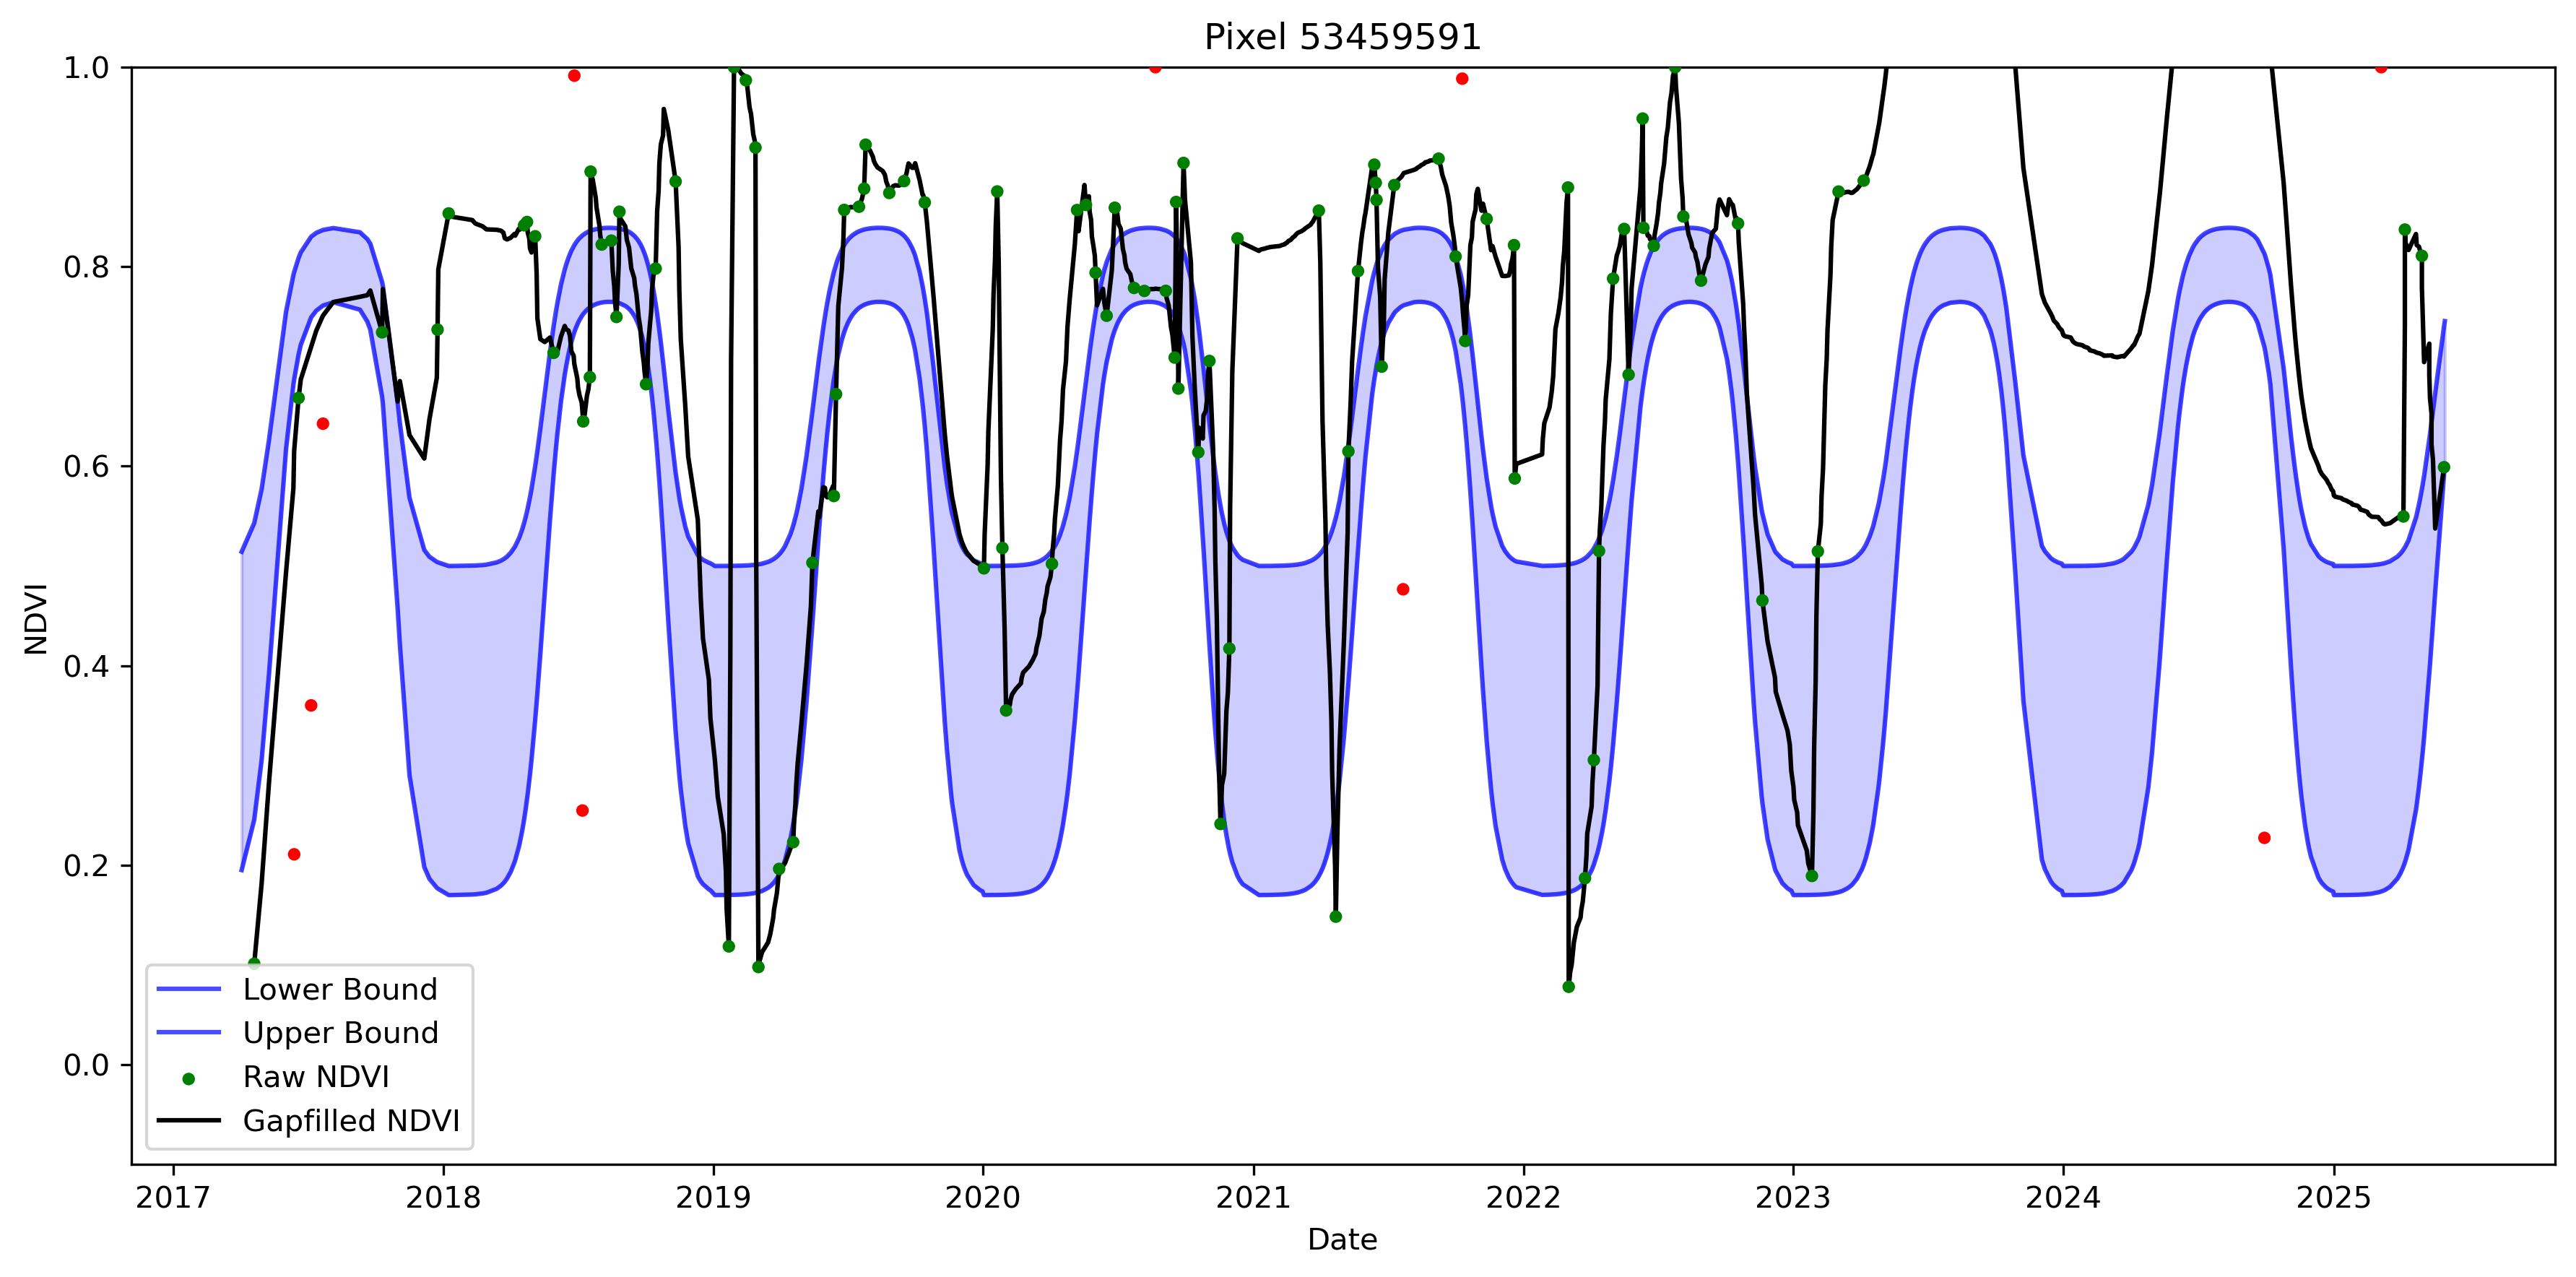 Pixel 53459591
1.0
0.8
0.6
0.4
0.2
0.0
NDVI
Lower Bound
Upper Bound
Raw NDVI
Gapfilled NDVI
2017 2018 2019 2020 2021 2022 2023 2024 2025
Date